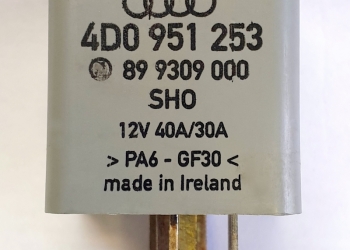 4D0 951 253
89 9309 000
SHO
12V 40A/30A
> PA6 - GF30 <
made in Ireland